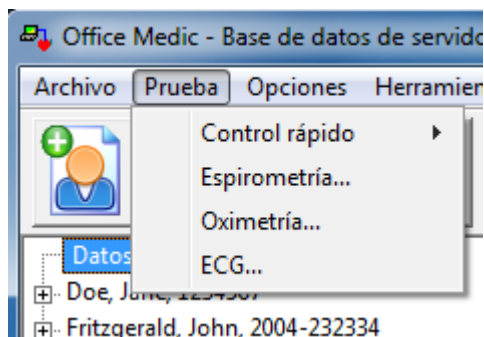 Office Medic - Base de datos de servido
Archivo Prueba Opciones Herramien
Control rápido
Espirometría...
Oximetría...
ECG...
Datos
Doe, Jane, 1234567
Fritzgerald, John, 2004-232334